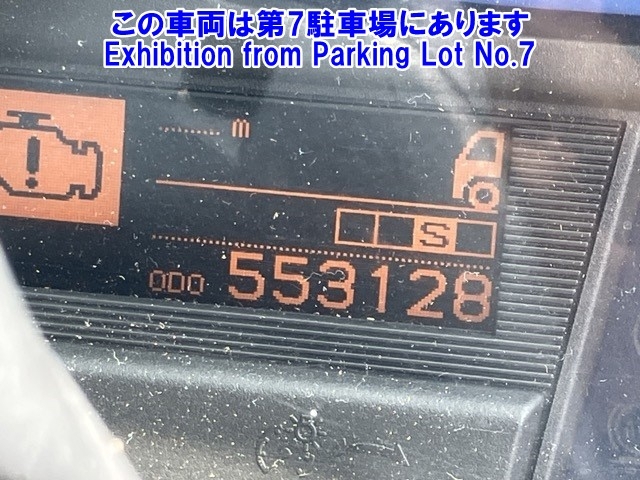 この車両は第7駐車場にあります
Exhibition from Parking Lot No.7
m
S
ODO 553128